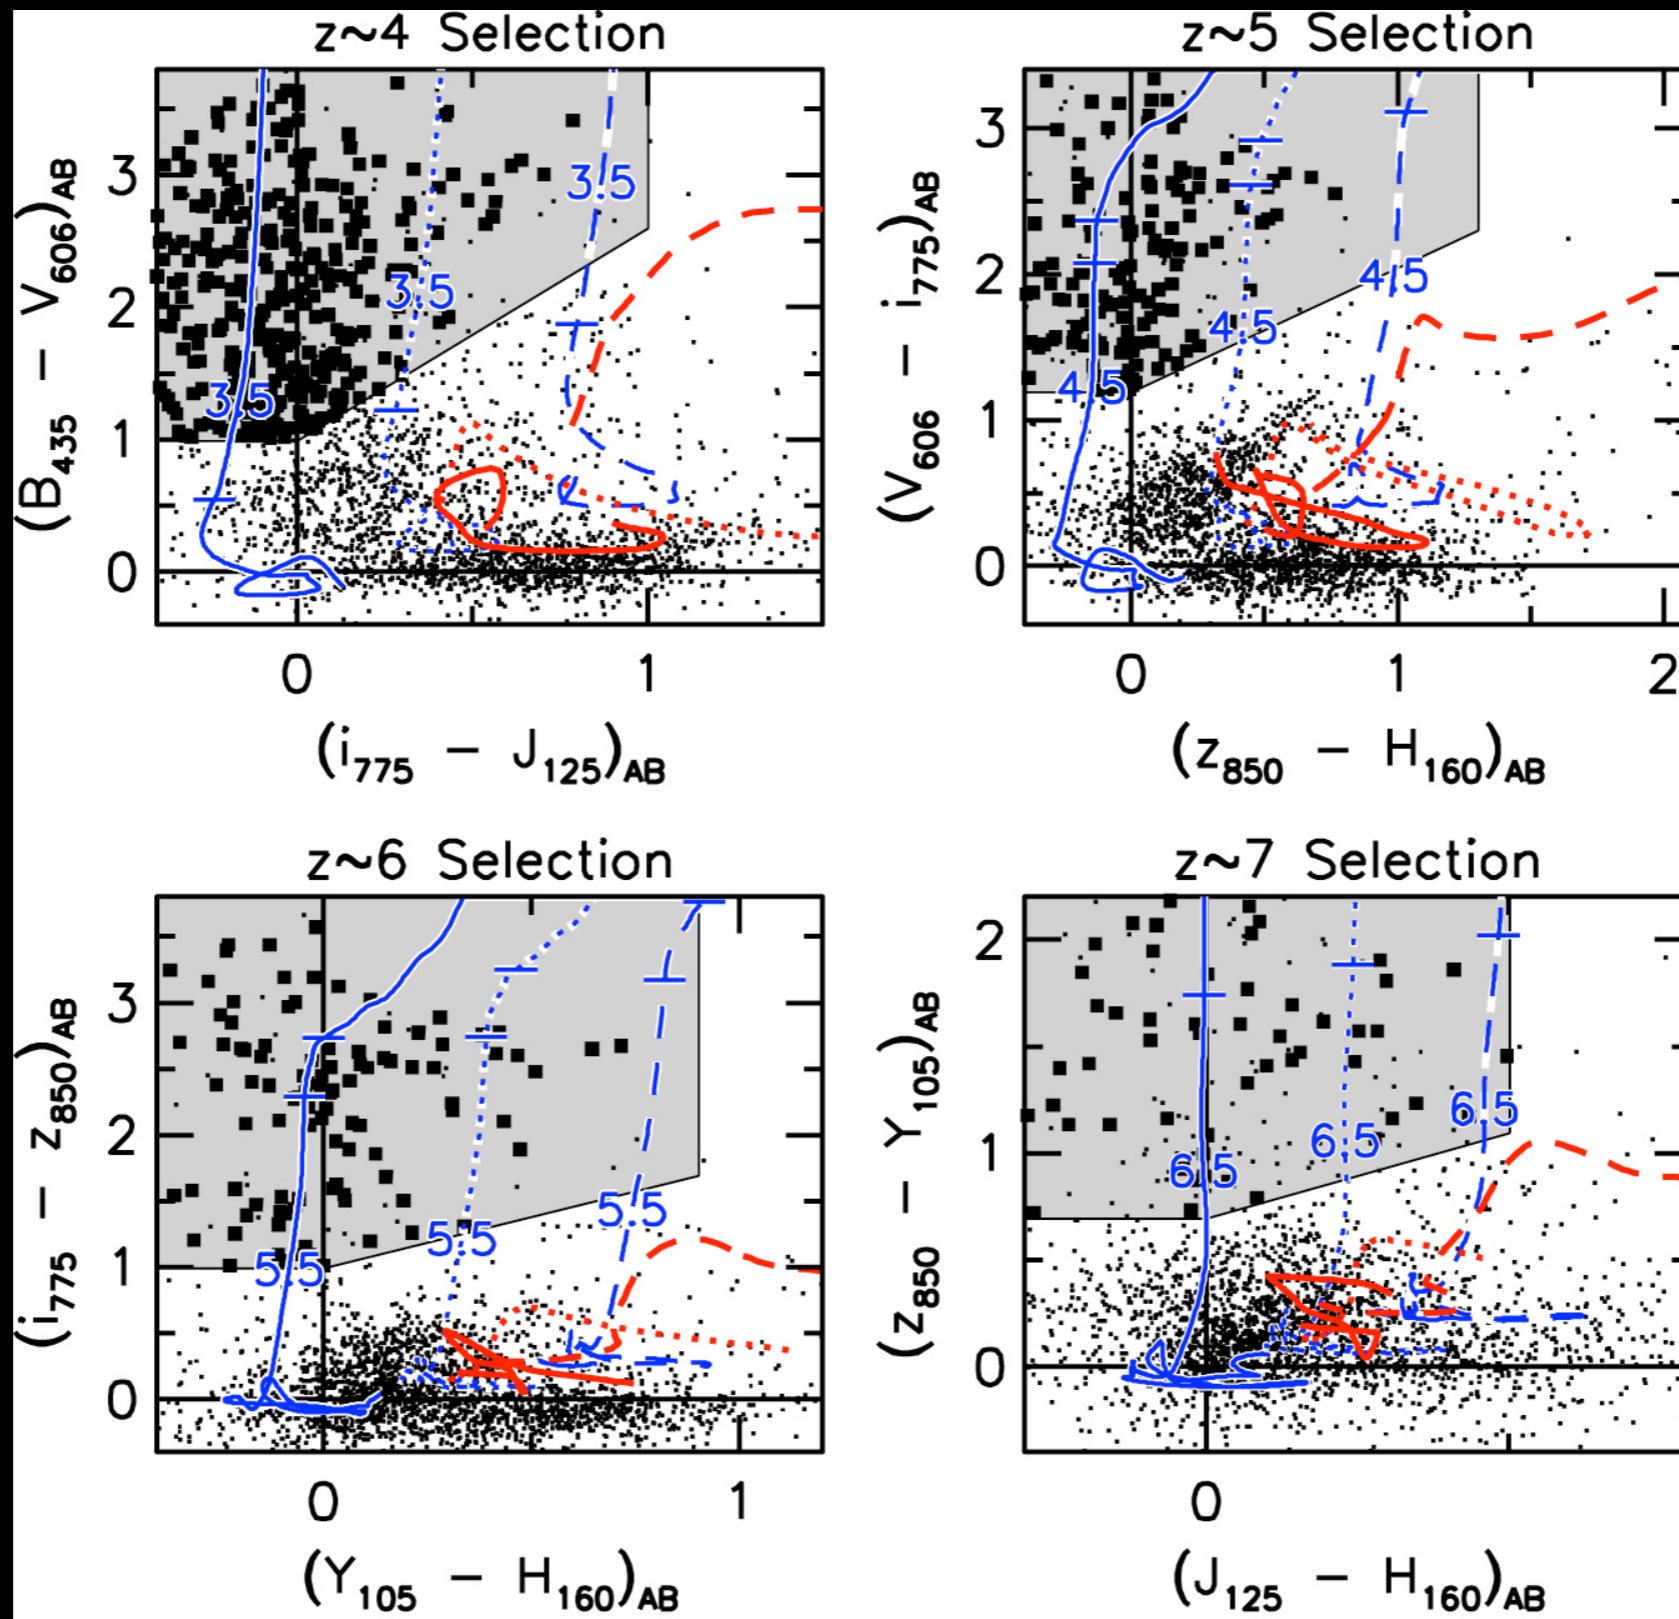 z~4 Selection
(B435 − V606)AB
3
2
1
0
3.5
3.5
3.5
0 1
(i775 − J125)AB
z~5 Selection
(V606 − i775)AB
3
2
1
0
4.5
4.5
4.5
0 1 2
(z850 − H160)AB
z~6 Selection
(i775 − z850)AB
3
2
1
0
5.5
5.5
5.5
0 1
(Y105 − H160)AB
z~7 Selection
(z850 − Y105)AB
2
1
0
6.5
6.5
6.5
0
(J125 − H160)AB